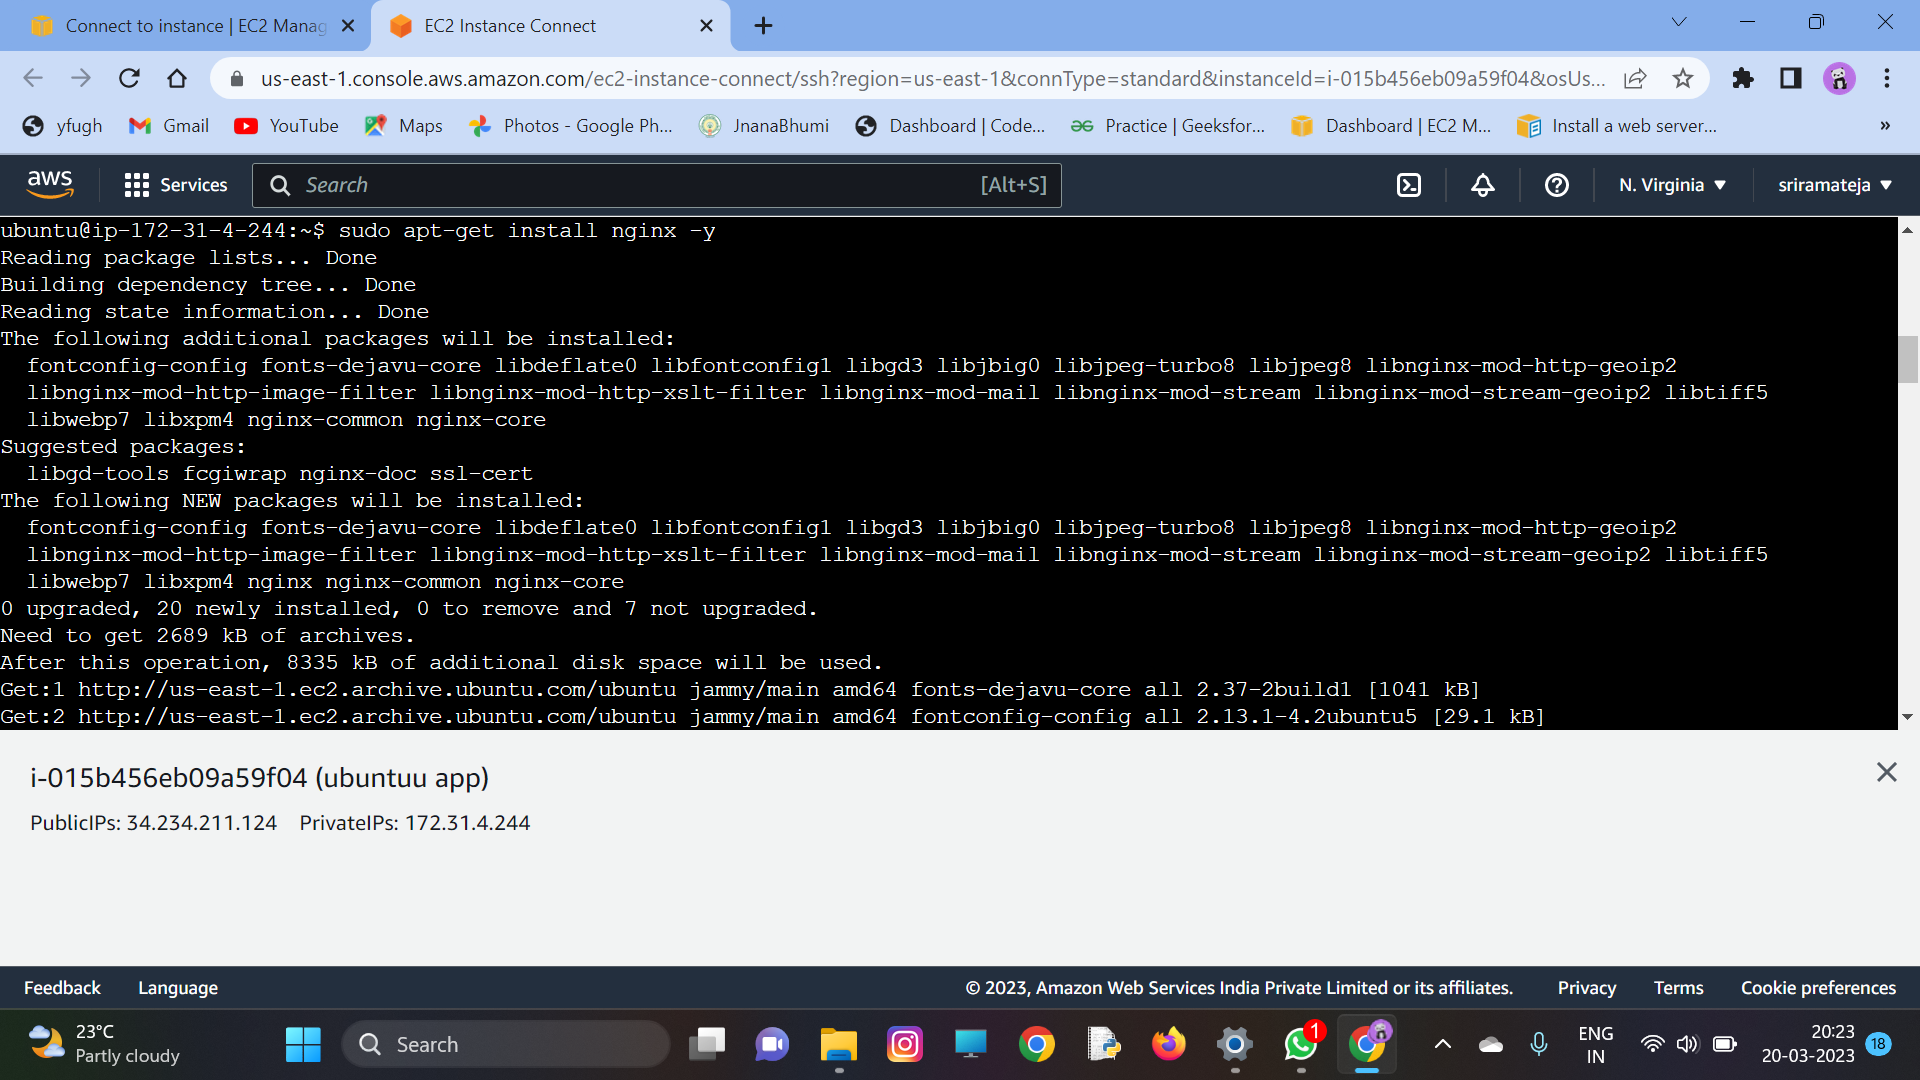 Connect to instance | EC2 Manag
EC2 Instance Connect
us-east-1.console.aws.amazon.com/ec2-instance-connect/ssh?region=us-east-1&connType=standard&instanceId=i-015b456eb09a59f04&osUs...
yfugh Gmail YouTube Maps Photos - Google Ph... JnanaBhumi Dashboard | Code... Practice | Geeksfor... Dashboard | EC2 M... Install a web server... »
aws Services Search [Alt+S] N. Virginia sriramateja
ubuntu@ip-172-31-4-244:~$ sudo apt-get install nginx -y
Reading package lists... Done
Building dependency tree... Done
Reading state information... Done
The following additional packages will be installed:
  fontconfig-config fonts-dejavu-core libdeflate0 libfontconfig1 libgd3 libjbig0 libjpeg-turbo8 libjpeg8 libnginx-mod-http-geoip2
  libnginx-mod-http-image-filter libnginx-mod-http-xslt-filter libnginx-mod-mail libnginx-mod-stream libnginx-mod-stream-geoip2 libtiff5
  libwebp7 libxpm4 nginx-common nginx-core
Suggested packages:
  libgd-tools fcgiwrap nginx-doc ssl-cert
The following NEW packages will be installed:
  fontconfig-config fonts-dejavu-core libdeflate0 libfontconfig1 libgd3 libjbig0 libjpeg-turbo8 libjpeg8 libnginx-mod-http-geoip2
  libnginx-mod-http-image-filter libnginx-mod-http-xslt-filter libnginx-mod-mail libnginx-mod-stream libnginx-mod-stream-geoip2 libtiff5
  libwebp7 libxpm4 nginx nginx-common nginx-core
0 upgraded, 20 newly installed, 0 to remove and 7 not upgraded.
Need to get 2689 kB of archives.
After this operation, 8335 kB of additional disk space will be used.
Get:1 http://us-east-1.ec2.archive.ubuntu.com/ubuntu jammy/main amd64 fonts-dejavu-core all 2.37-2build1 [1041 kB]
Get:2 http://us-east-1.ec2.archive.ubuntu.com/ubuntu jammy/main amd64 fontconfig-config all 2.13.1-4.2ubuntu5 [29.1 kB]
i-015b456eb09a59f04 (ubuntuu app)
PublicIPs: 34.234.211.124 PrivateIPs: 172.31.4.244
Feedback Language © 2023, Amazon Web Services India Private Limited or its affiliates. Privacy Terms Cookie preferences
23°C
Partly cloudy
Search
1
ENG
IN
20:23
20-03-2023
18